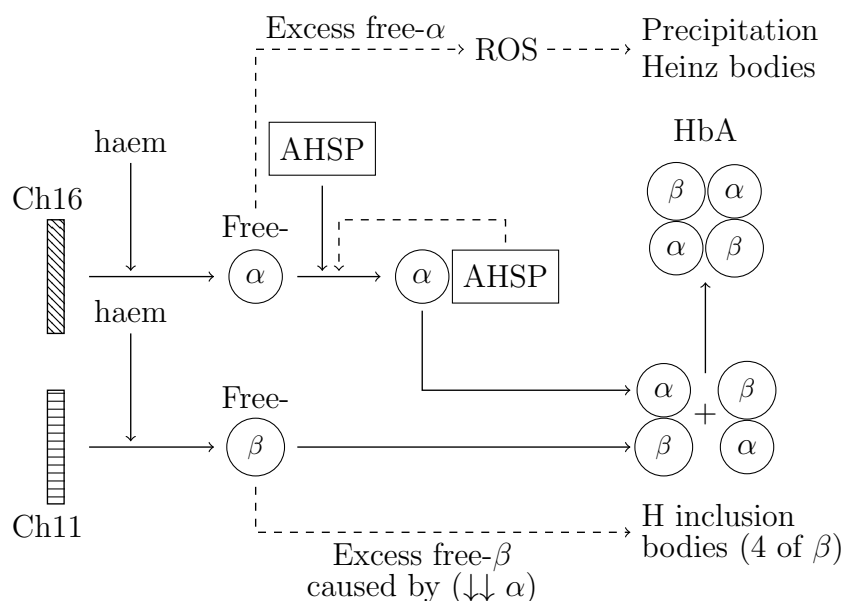 Excess free-α
ROS
Precipitation
Heinz bodies
HbA
haem
AHSP
β α
α β
Ch16
Free-
α
α AHSP
haem
Free-
β
α β
+
β α
Ch11
Excess free-β
caused by (↓↓ α)
H inclusion
bodies (4 of β)